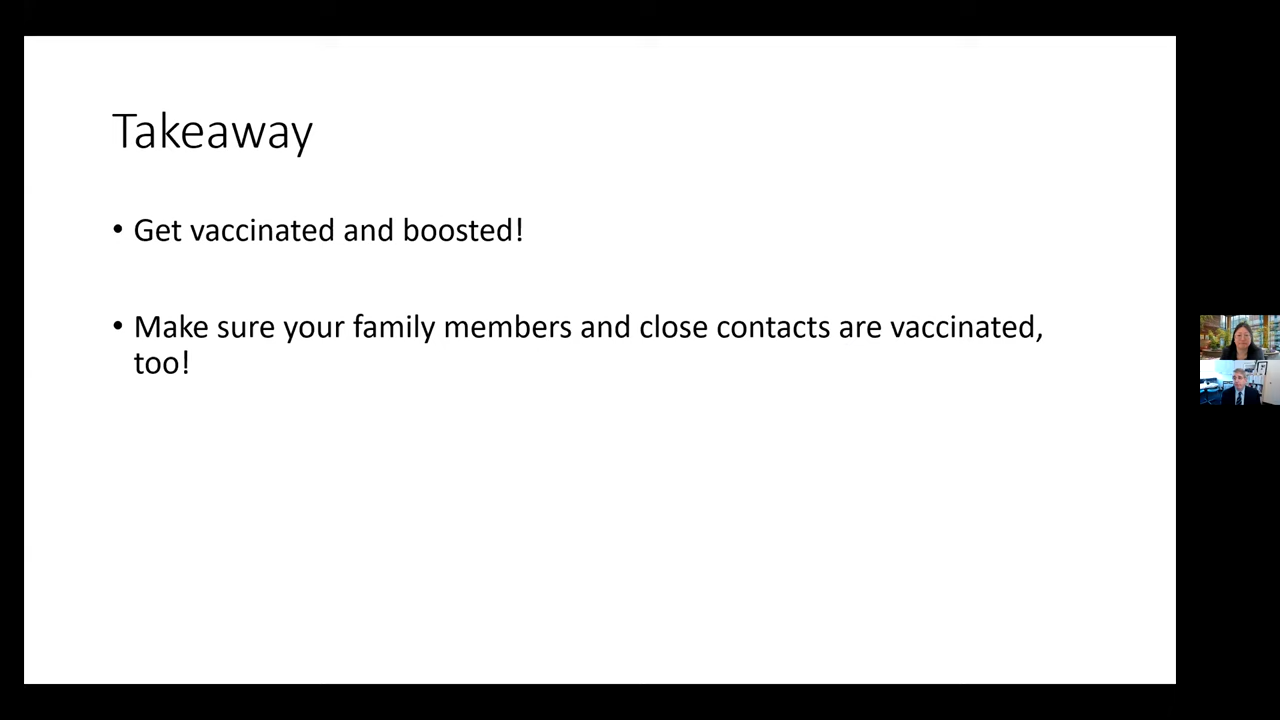 Takeaway
• Get vaccinated and boosted!
• Make sure your family members and close contacts are vaccinated,
too!